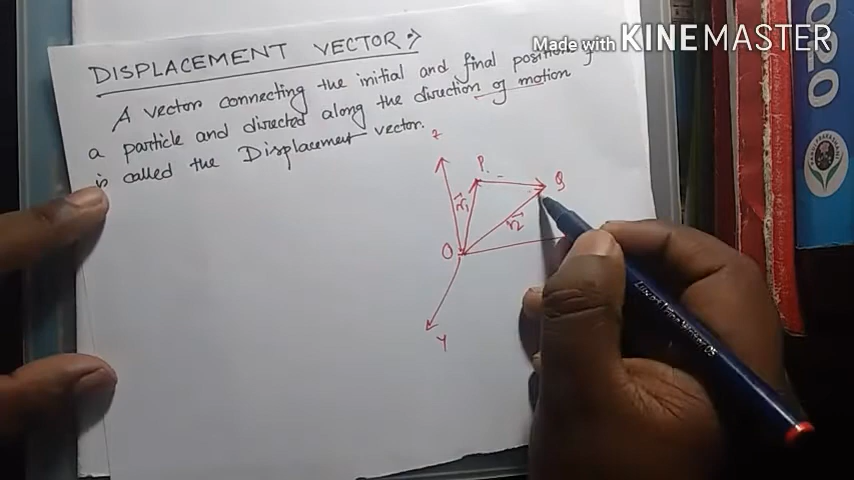 Made with KINEMASTER
DISPLACEMENT VECTOR:>
A vector connecting the initial and final positions of
a particle and directed along the direction of motion
is called the Displacement vector.
z
P
Q
r1
r2
O
Y